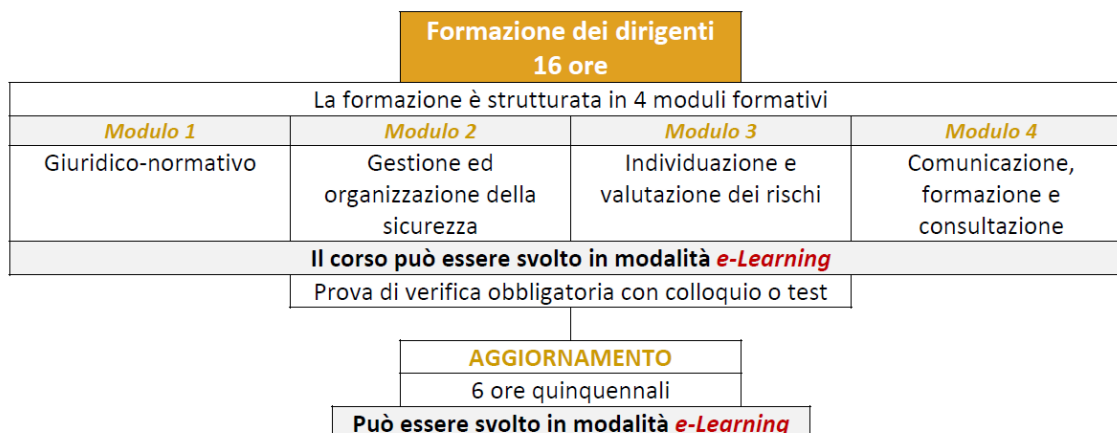 Formazione dei dirigenti
16 ore
La formazione è strutturata in 4 moduli formativi
Modulo 1
Giuridico-normativo
Modulo 2
Gestione ed
organizzazione della
sicurezza
Modulo 3
Individuazione e
valutazione dei rischi
Modulo 4
Comunicazione,
formazione e
consultazione
Il corso può essere svolto in modalità e-Learning
Prova di verifica obbligatoria con colloquio o test
AGGIORNAMENTO
6 ore quinquennali
Può essere svolto in modalità e-Learning